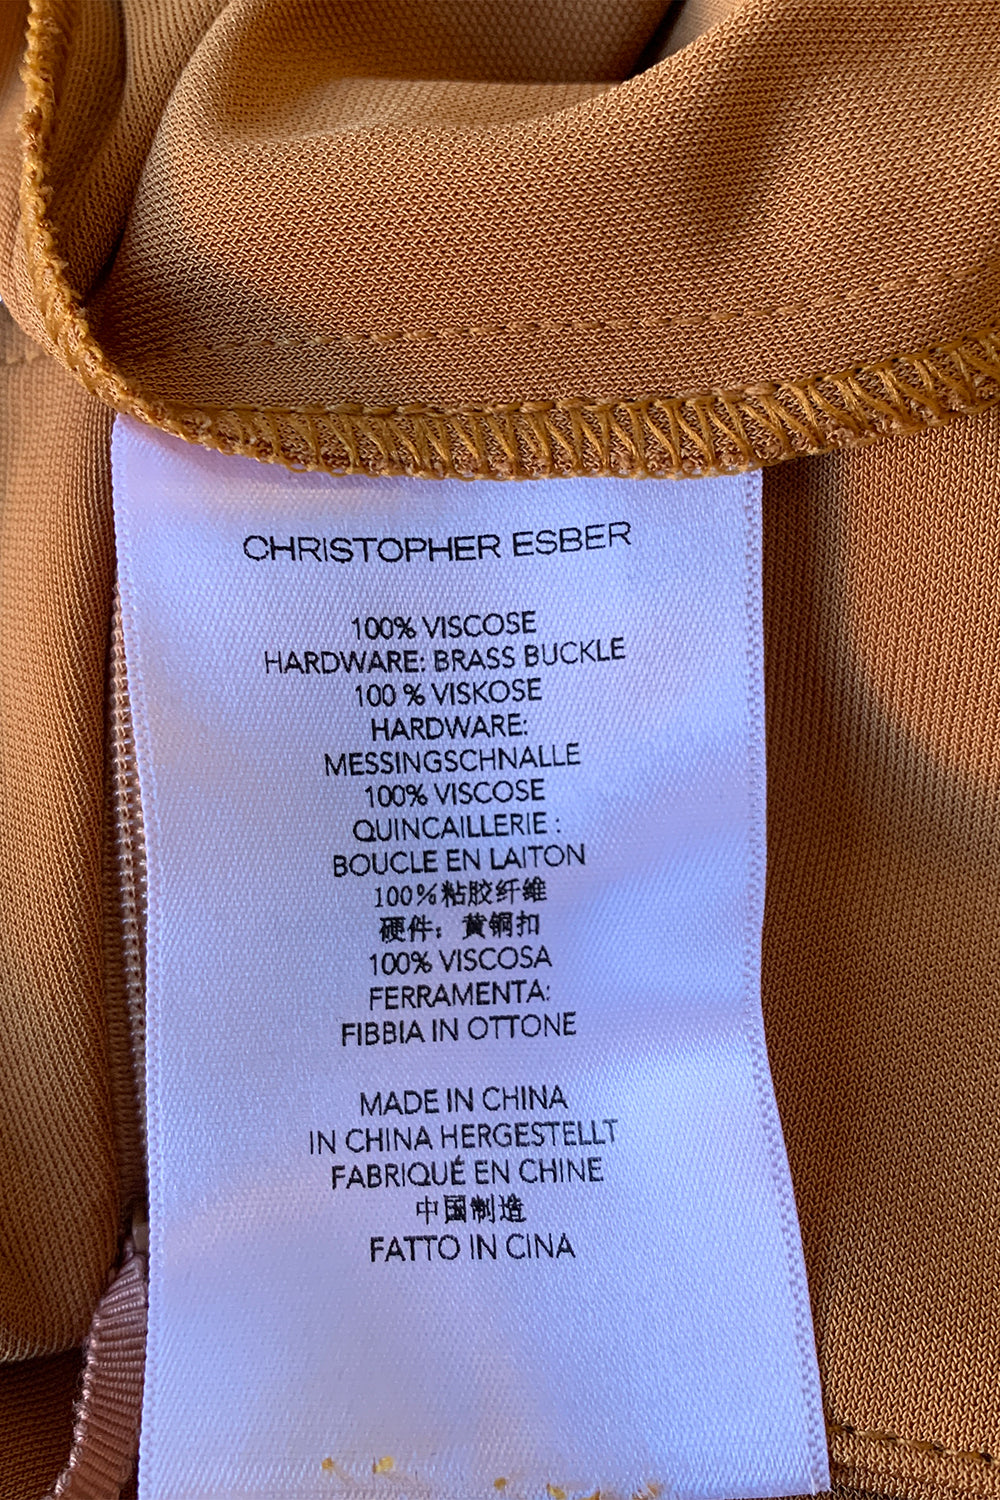 CHRISTOPHER ESBER
100% VISCOSE
HARDWARE: BRASS BUCKLE
100 % VISKOSE
HARDWARE:
MESSINGSCHNALLE
100% VISCOSE
QUINCAILLERIE :
BOUCLE EN LAITON
100%粘胶纤维
硬件：黄铜扣
100% VISCOSA
FERRAMENTA:
FIBBIA IN OTTONE
MADE IN CHINA
IN CHINA HERGESTELLT
FABRIQUÉ EN CHINE
中国制造
FATTO IN CINA